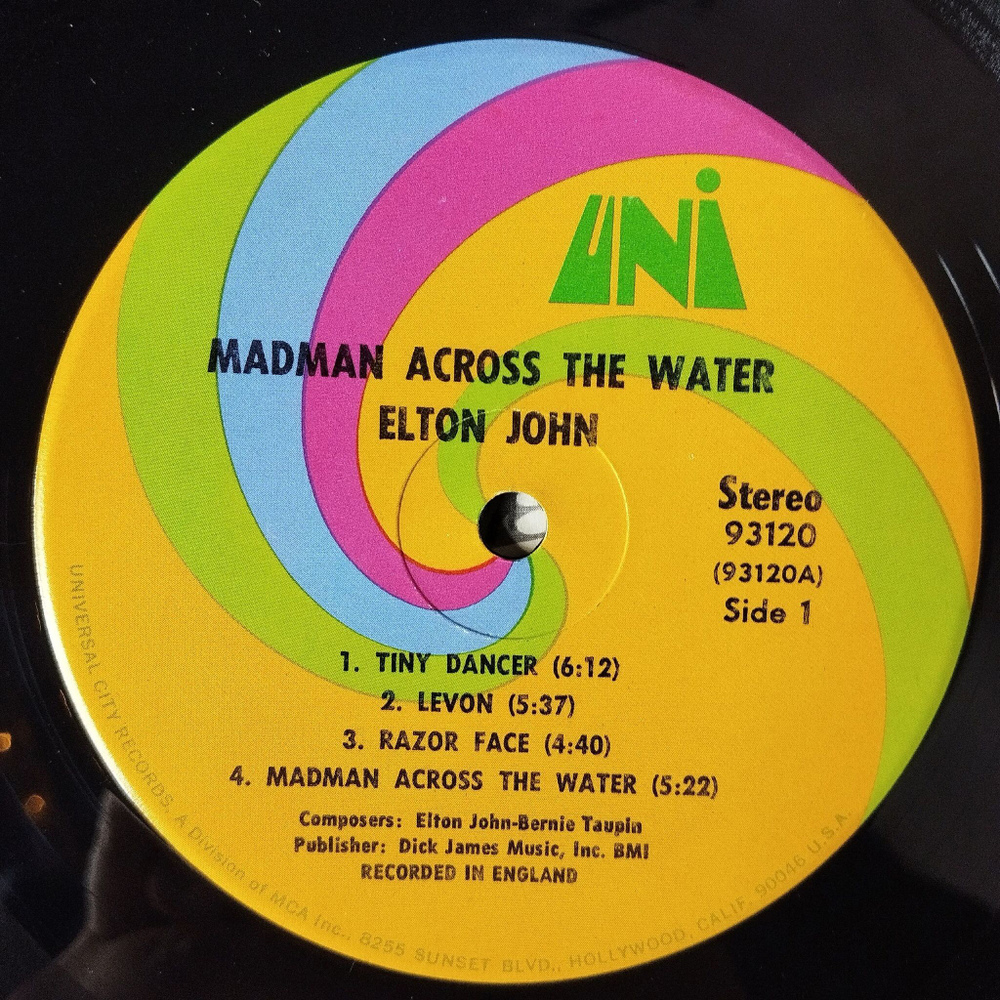 UNI
MADMAN ACROSS THE WATER
ELTON JOHN
Stereo
93120
(93120A)
Side 1
1. TINY DANCER (6:12)
2. LEVON (5:37)
3. RAZOR FACE (4:40)
4. MADMAN ACROSS THE WATER (5:22)
Composers: Elton John-Bernie Taupin
Publisher: Dick James Music, Inc. BMI
RECORDED IN ENGLAND
UNIVERSAL CITY RECORDS, A Division of MCA Inc., 8255 SUNSET BLVD., HOLLYWOOD, CALIF. 90046 U.S.A.